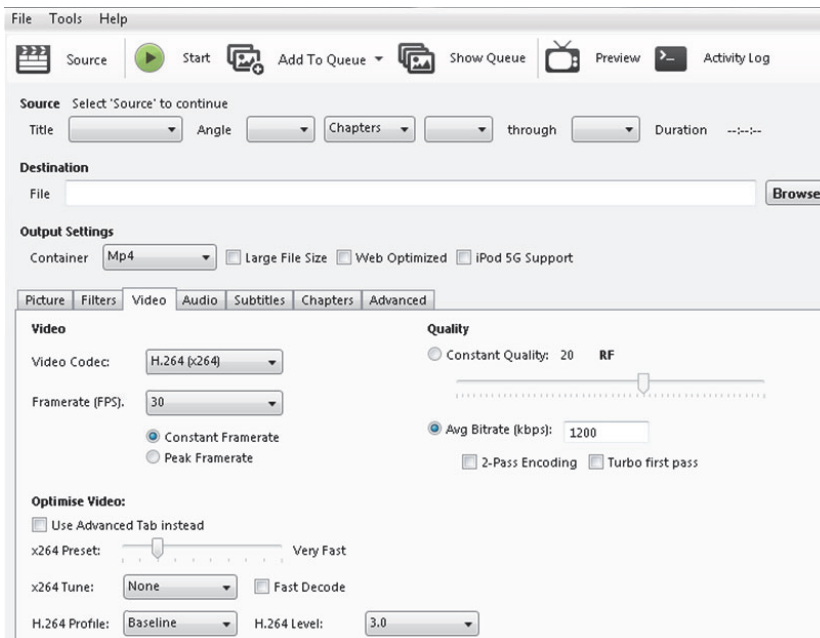 File Tools Help
Source Start Add To Queue Show Queue Preview Activity Log
Source Select 'Source' to continue
Title Angle Chapters through Duration --:--:--
Destination
File Browse
Output Settings
Container Mp4 Large File Size Web Optimized iPod 5G Support
Picture Filters Video Audio Subtitles Chapters Advanced
Video Quality
Video Codec: H.264 (x264) Constant Quality: 20 RF
Framerate (FPS). 30
Avg Bitrate (kbps): 1200
Constant Framerate
Peak Framerate
2-Pass Encoding Turbo first pass
Optimise Video:
Use Advanced Tab instead
x264 Preset: Very Fast
x264 Tune: None Fast Decode
H.264 Profile: Baseline H.264 Level: 3.0